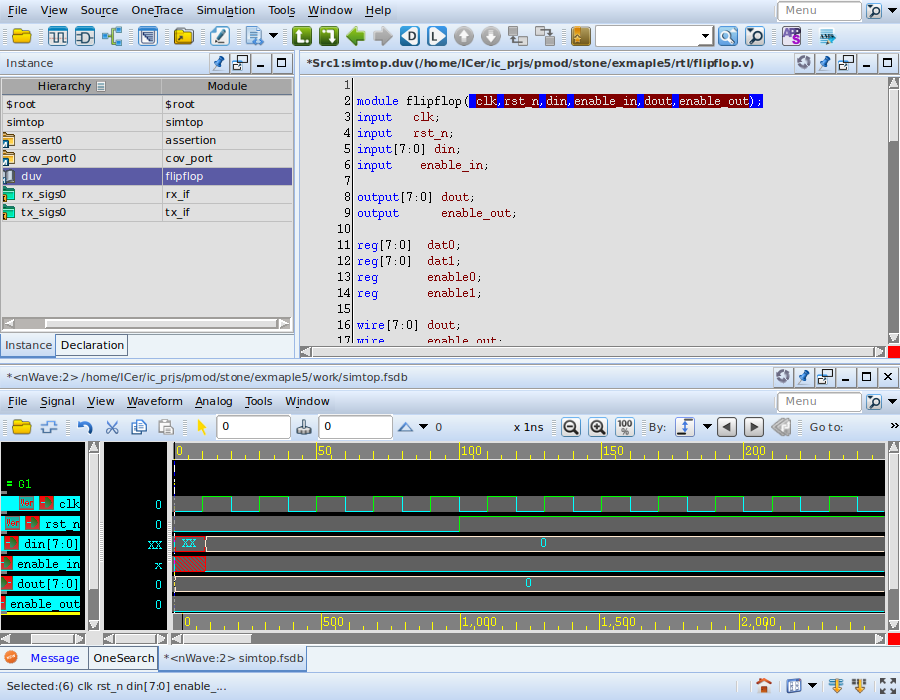 File View Source OneTrace Simulation Tools Window Help Menu
Instance
*Src1:simtop.duv(/home/ICer/ic_prjs/pmod/stone/exmaple5/rtl/flipflop.v)
Hierarchy Module
$root $root
simtop simtop
assert0 assertion
cov_port0 cov_port
duv flipflop
rx_sigs0 rx_if
tx_sigs0 tx_if
Instance Declaration
1
2 module flipflop( clk,rst_n,din,enable_in,dout,enable_out);
3 input clk;
4 input rst_n;
5 input[7:0] din;
6 input enable_in;
7
8 output[7:0] dout;
9 output enable_out;
10
11 reg[7:0] dat0;
12 reg[7:0] dat1;
13 reg enable0;
14 reg enable1;
15
16 wire[7:0] dout;
17 wire enable_out;
*<nWave:2> /home/ICer/ic_prjs/pmod/stone/exmaple5/work/simtop.fsdb
File Signal View Waveform Analog Tools Window Menu
0 0 0 x 1ns 100 % By: Go to: »
0 50 100 150 200
= G1
clk 0
rst_n 0
din[7:0] XX XX 0
enable_in x
dout[7:0] 0 0
enable_out 0
0 500 1,000 1,500 2,000
Message OneSearch *<nWave:2> simtop.fsdb
Selected:(6) clk rst_n din[7:0] enable_...